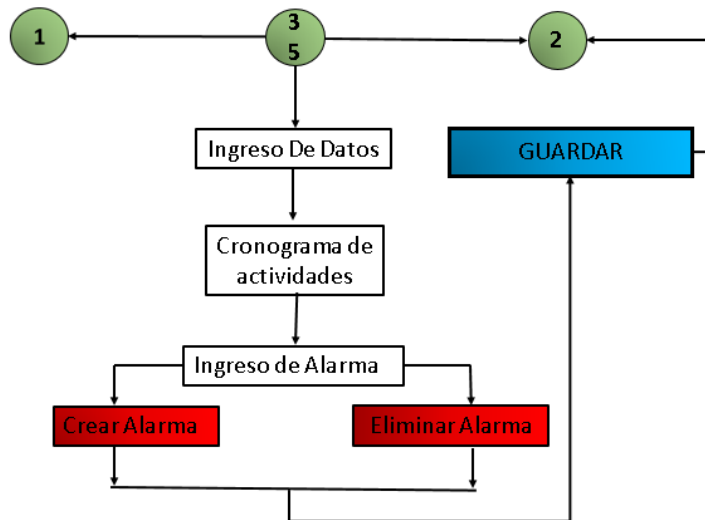 1
3
5
2
Ingreso De Datos
GUARDAR
Cronograma de
actividades
Ingreso de Alarma
Crear Alarma
Eliminar Alarma